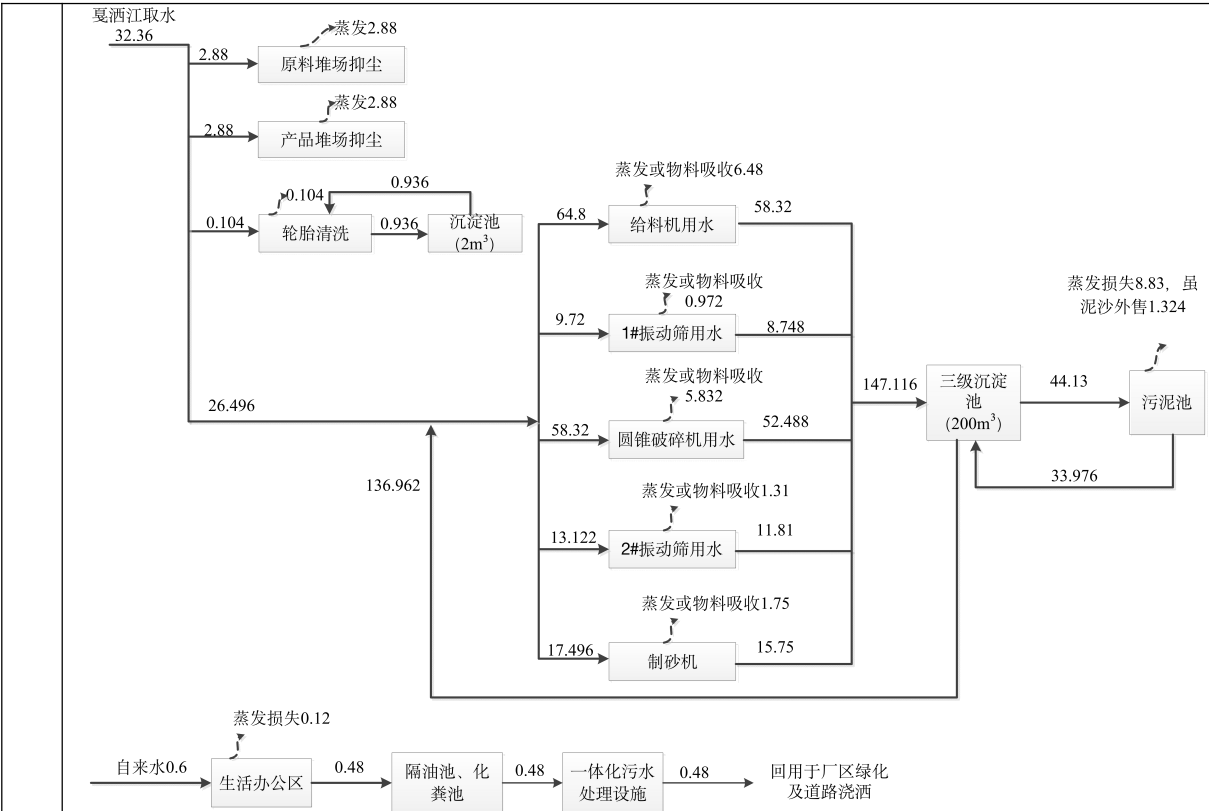 戛洒江取水
32.36
蒸发2.88
2.88
原料堆场抑尘
蒸发2.88
2.88
产品堆场抑尘
0.104
0.936
0.104
轮胎清洗
0.936
沉淀池
(2m³)
26.496
136.962
蒸发或物料吸收6.48
64.8
给料机用水
58.32
蒸发或物料吸收
0.972
9.72
1#振动筛用水
8.748
蒸发或物料吸收
5.832
58.32
圆锥破碎机用水
52.488
蒸发或物料吸收1.31
13.122
2#振动筛用水
11.81
蒸发或物料吸收1.75
17.496
制砂机
15.75
147.116
三级沉淀
池
(200m³)
44.13
蒸发损失8.83，虽
泥沙外售1.324
污泥池
33.976
蒸发损失0.12
自来水0.6
生活办公区
0.48
隔油池、化
粪池
0.48
一体化污水
处理设施
0.48
回用于厂区绿化
及道路浇洒